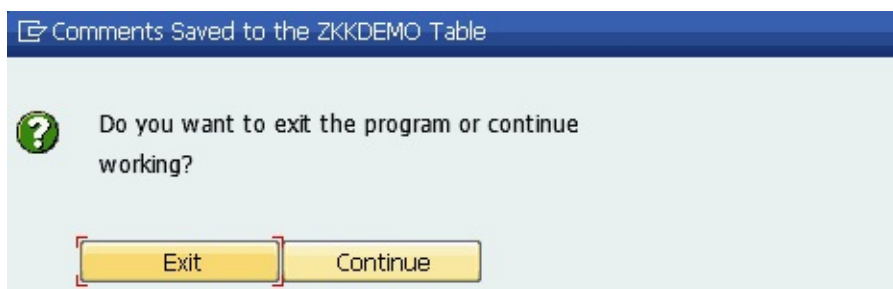 Comments Saved to the ZKKDEMO Table
Do you want to exit the program or continue
working?
Exit Continue